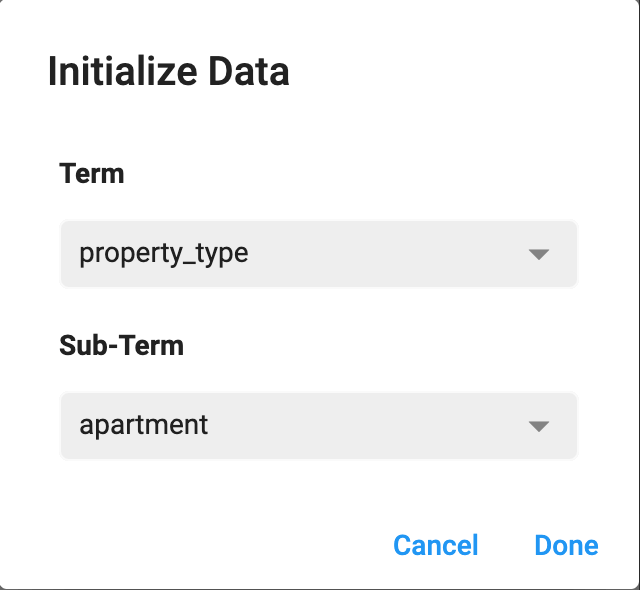 Initialize Data
Term
property_type
Sub-Term
apartment
Cancel Done